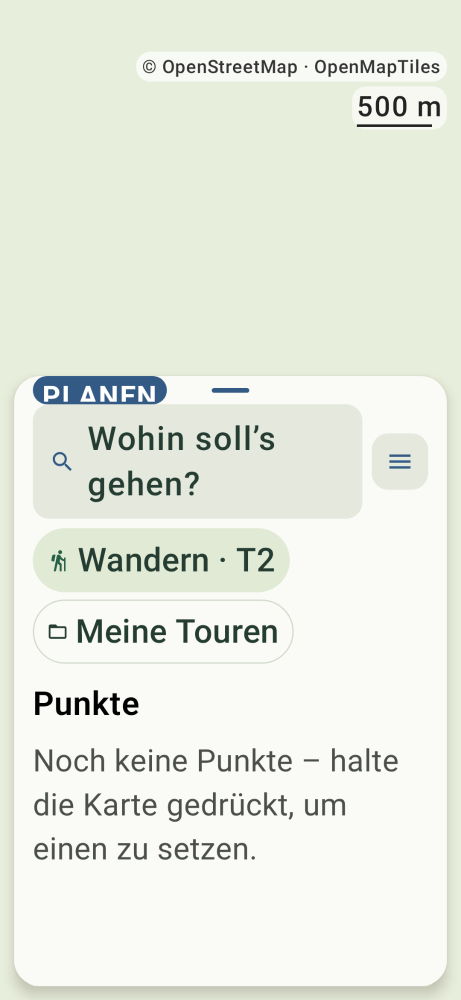 © OpenStreetMap · OpenMapTiles
500 m
PLANEN
Wohin soll’s
gehen?
Wandern · T2
Meine Touren
Punkte
Noch keine Punkte – halte
die Karte gedrückt, um
einen zu setzen.